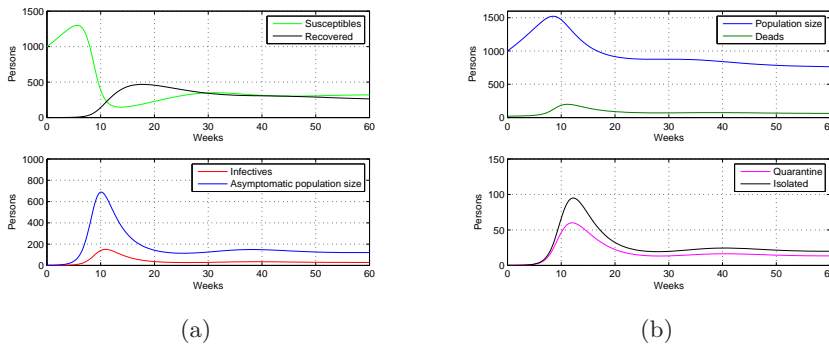 1500
1000
500
0
Persons
0 10 20 30 40 50 60
Weeks
Susceptibles
Recovered
1000
800
600
400
200
0
Persons
0 10 20 30 40 50 60
Weeks
Infectives
Asymptomatic population size
(a)
1500
1000
500
0
Persons
0 10 20 30 40 50 60
Weeks
Population size
Deads
150
100
50
0
Persons
0 10 20 30 40 50 60
Weeks
Quarantine
Isolated
(b)